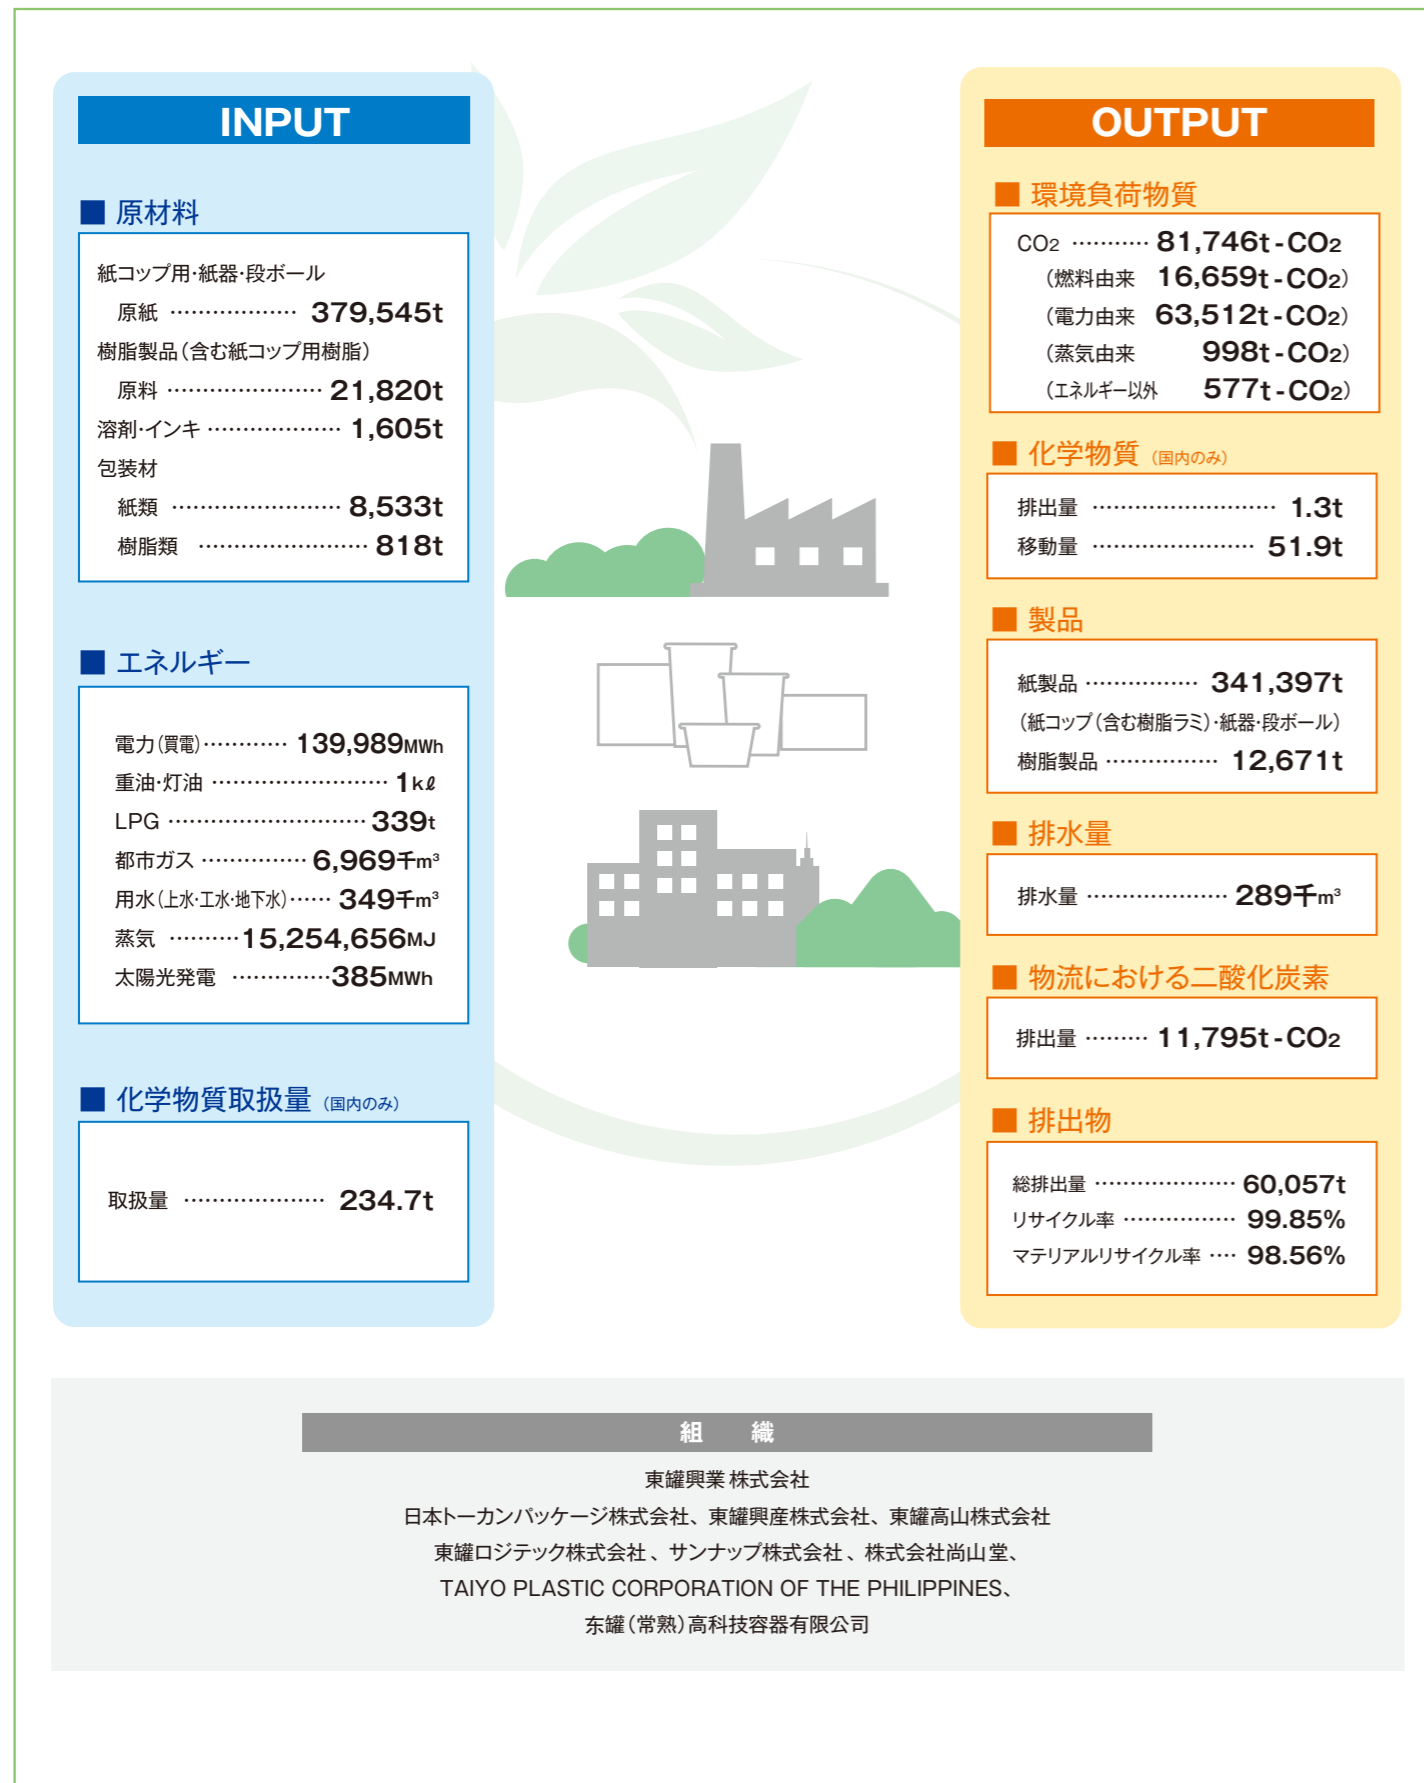 INPUT
■ 原材料
紙コップ用・紙器・段ボール
原紙 ……………… 379,545t
樹脂製品（含む紙コップ用樹脂）
原料 ………………… 21,820t
溶剤・インキ ……………… 1,605t
包装材
紙類 …………………… 8,533t
樹脂類 …………………… 818t
■ エネルギー
電力（買電）………… 139,989MWh
重油・灯油 …………………… 1kℓ
LPG ……………………… 339t
都市ガス …………… 6,969千m³
用水（上水・工水・地下水）…… 349千m³
蒸気 ………15,254,656MJ
太陽光発電 …………385MWh
■ 化学物質取扱量（国内のみ）
取扱量 ……………… 234.7t
OUTPUT
■ 環境負荷物質
CO2 ………… 81,746t-CO2
（燃料由来 16,659t-CO2）
（電力由来 63,512t-CO2）
（蒸気由来 998t-CO2）
（エネルギー以外 577t-CO2）
■ 化学物質（国内のみ）
排出量 ……………………… 1.3t
移動量 …………………… 51.9t
■ 製品
紙製品 …………… 341,397t
（紙コップ（含む樹脂ラミ）・紙器・段ボール）
樹脂製品 …………… 12,671t
■ 排水量
排水量 ………………… 289千m³
■ 物流における二酸化炭素
排出量 ……… 11,795t-CO2
■ 排出物
総排出量 ……………… 60,057t
リサイクル率 …………… 99.85%
マテリアルリサイクル率 …. 98.56%
組　織
東罐興業 株式会社
日本トーカンパッケージ株式会社、東罐興産株式会社、東罐高山株式会社
東罐ロジテック株式会社、サンナップ株式会社、株式会社尚山堂、
TAIYO PLASTIC CORPORATION OF THE PHILIPPINES、
东罐（常熟）高科技容器有限公司